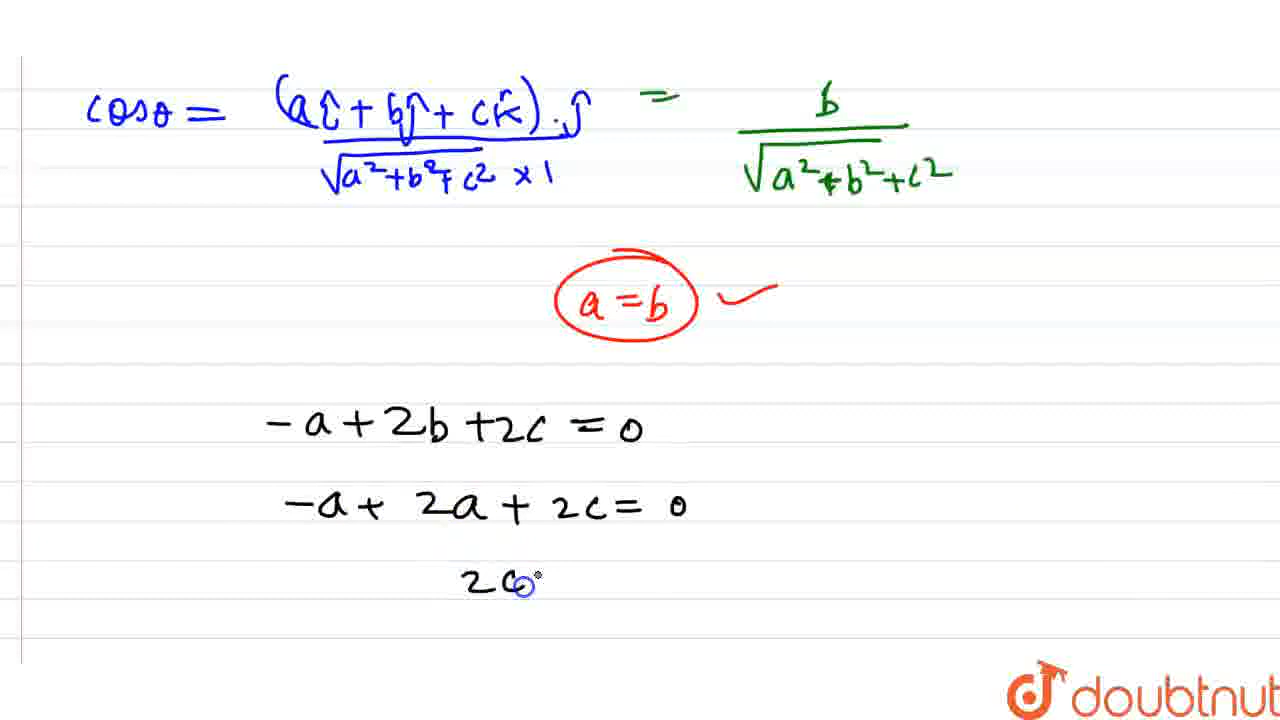 cosθ = (aî + bĵ + ck̂) . ĵ / √a²+b²+c² × 1 = b / √a²+b²+c²
a = b ✓
-a + 2b + 2c = 0
-a + 2a + 2c = 0
2c
doubtnut